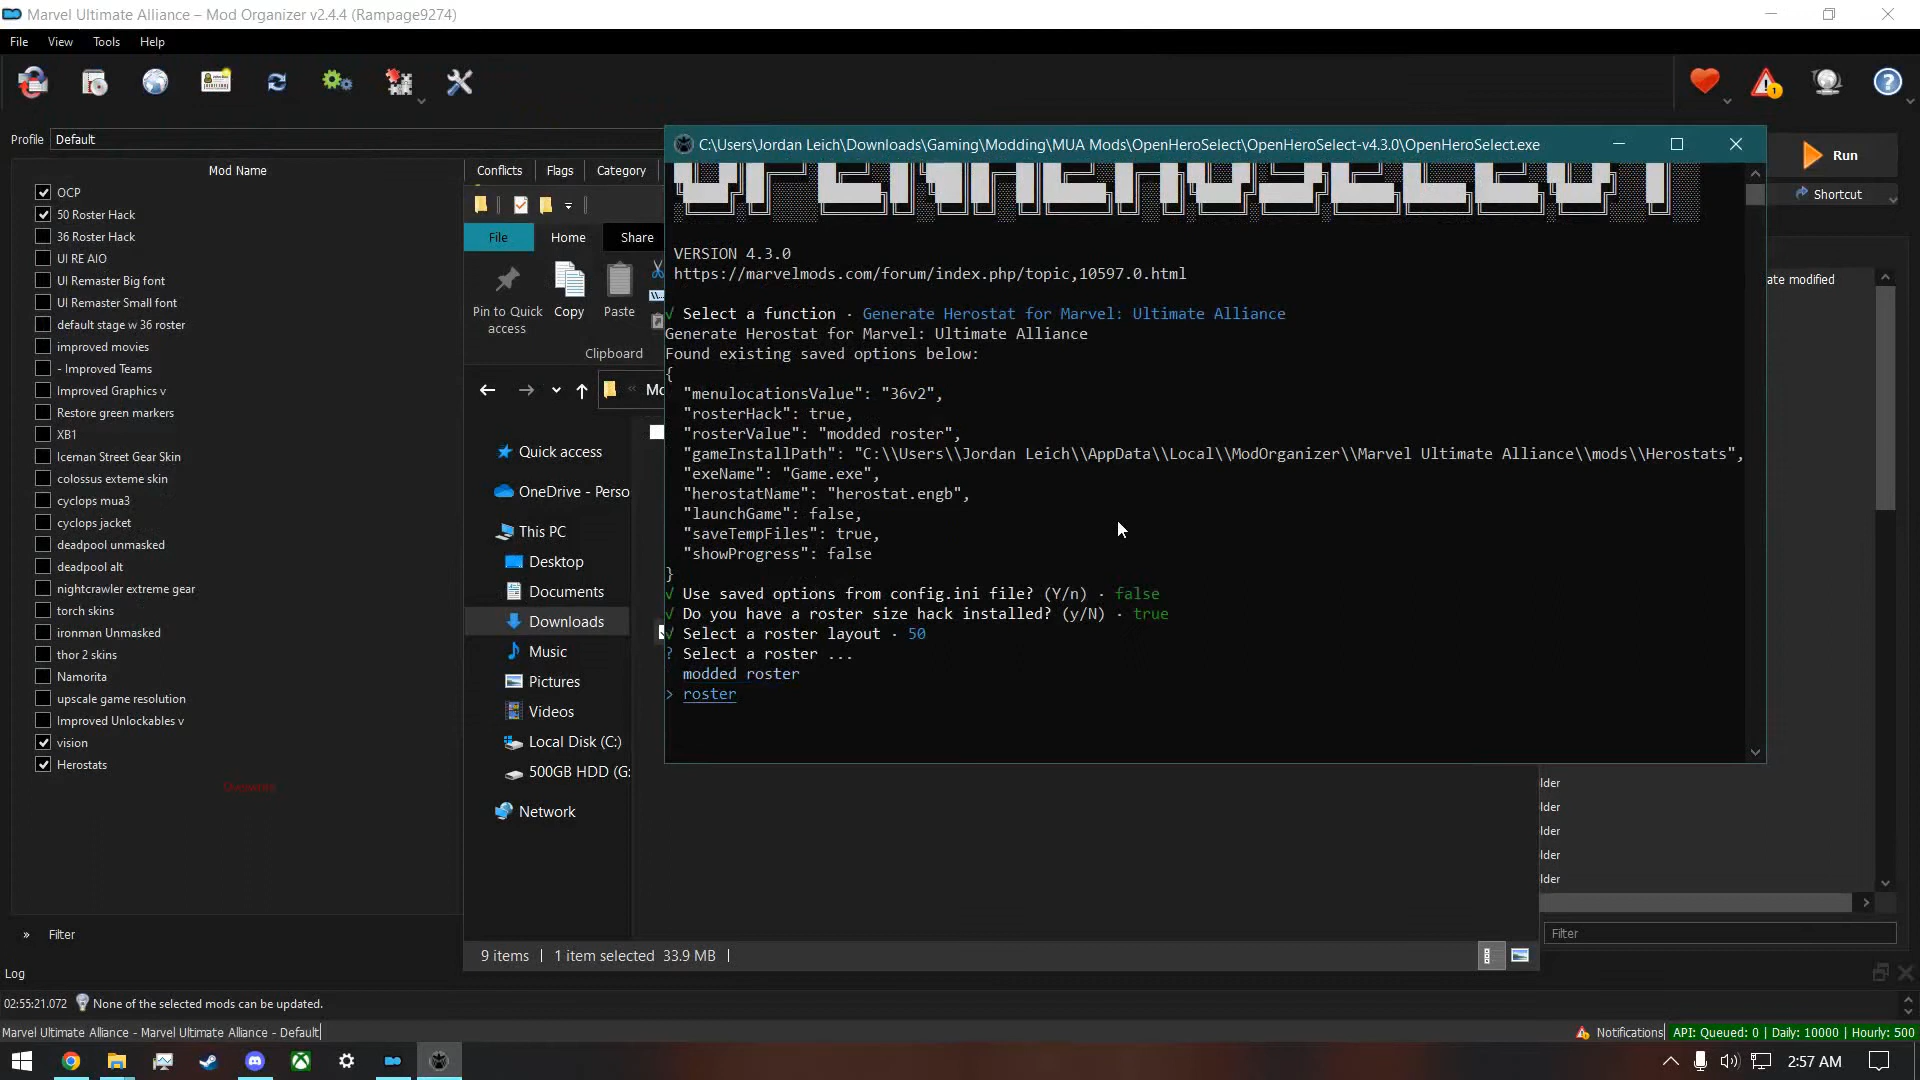 Marvel Ultimate Alliance – Mod Organizer v2.4.4 (Rampage9274)
File View Tools Help
Profile Default
Mod Name
Conflicts Flags Category
OCP
50 Roster Hack
36 Roster Hack
UI RE AIO
UI Remaster Big font
UI Remaster Small font
default stage w 36 roster
improved movies
- Improved Teams
Improved Graphics v
Restore green markers
XB1
Iceman Street Gear Skin
colossus exteme skin
cyclops mua3
cyclops jacket
deadpool unmasked
deadpool alt
nightcrawler extreme gear
torch skins
ironman Unmasked
thor 2 skins
Namorita
upscale game resolution
Improved Unlockables v
vision
Herostats
» Filter
File Home Share
Pin to Quick access
Copy
Paste
Clipboard
Quick access
OneDrive - Perso
This PC
Desktop
Documents
Downloads
Music
Pictures
Videos
Local Disk (C:)
500GB HDD (G:
Network
9 items 1 item selected 33.9 MB
C:\Users\Jordan Leich\Downloads\Gaming\Modding\MUA Mods\OpenHeroSelect\OpenHeroSelect-v4.3.0\OpenHeroSelect.exe
OPENHEROSELECT
VERSION 4.3.0
https://marvelmods.com/forum/index.php/topic,10597.0.html
√ Select a function · Generate Herostat for Marvel: Ultimate Alliance
Generate Herostat for Marvel: Ultimate Alliance
Found existing saved options below:
{
"menulocationsValue": "36v2",
"rosterHack": true,
"rosterValue": "modded roster",
"gameInstallPath": "C:\\Users\\Jordan Leich\\AppData\\Local\\ModOrganizer\\Marvel Ultimate Alliance\\mods\\Herostats",
"exeName": "Game.exe",
"herostatName": "herostat.engb",
"launchGame": false,
"saveTempFiles": true,
"showProgress": false
}
√ Use saved options from config.ini file? (Y/n) · false
√ Do you have a roster size hack installed? (y/N) · true
√ Select a roster layout · 50
? Select a roster ...
modded roster
> roster
Run
Shortcut
ate modified
lder
lder
lder
lder
lder
Filter
Log
02:55:21.072 None of the selected mods can be updated.
Marvel Ultimate Alliance - Marvel Ultimate Alliance - Default
Notifications API: Queued: 0 | Daily: 10000 | Hourly: 500
2:57 AM